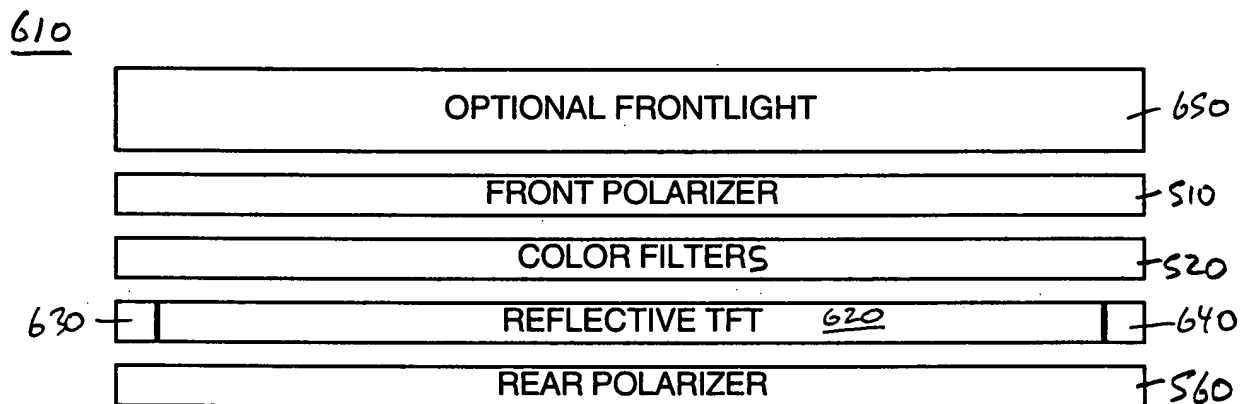 610
OPTIONAL FRONTLIGHT 650
FRONT POLARIZER 510
COLOR FILTERS 520
630 REFLECTIVE TFT 620 640
REAR POLARIZER 560